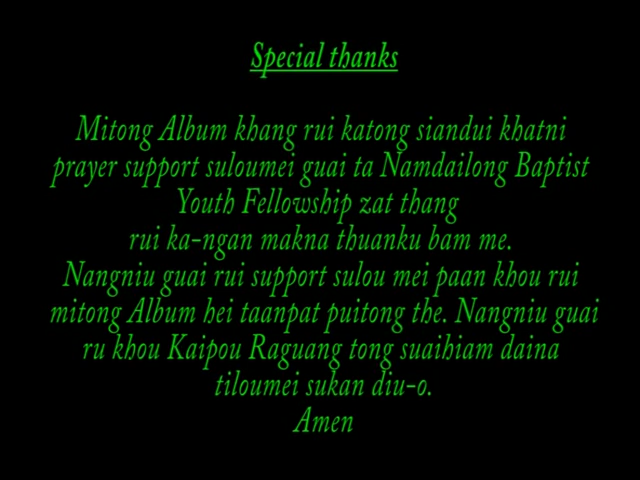 Special thanks
Mitong Album khang rui katong siandui khatni
prayer support suloumei guai ta Namdailong Baptist
Youth Fellowship zat thang
rui ka-ngan makna thuanku bam me.
Nangniu guai rui support sulou mei paan khou rui
mitong Album hei taanpat puitong the. Nangniu guai
ru khou Kaipou Raguang tong suaihiam daina
tiloumei sukan diu-o.
Amen